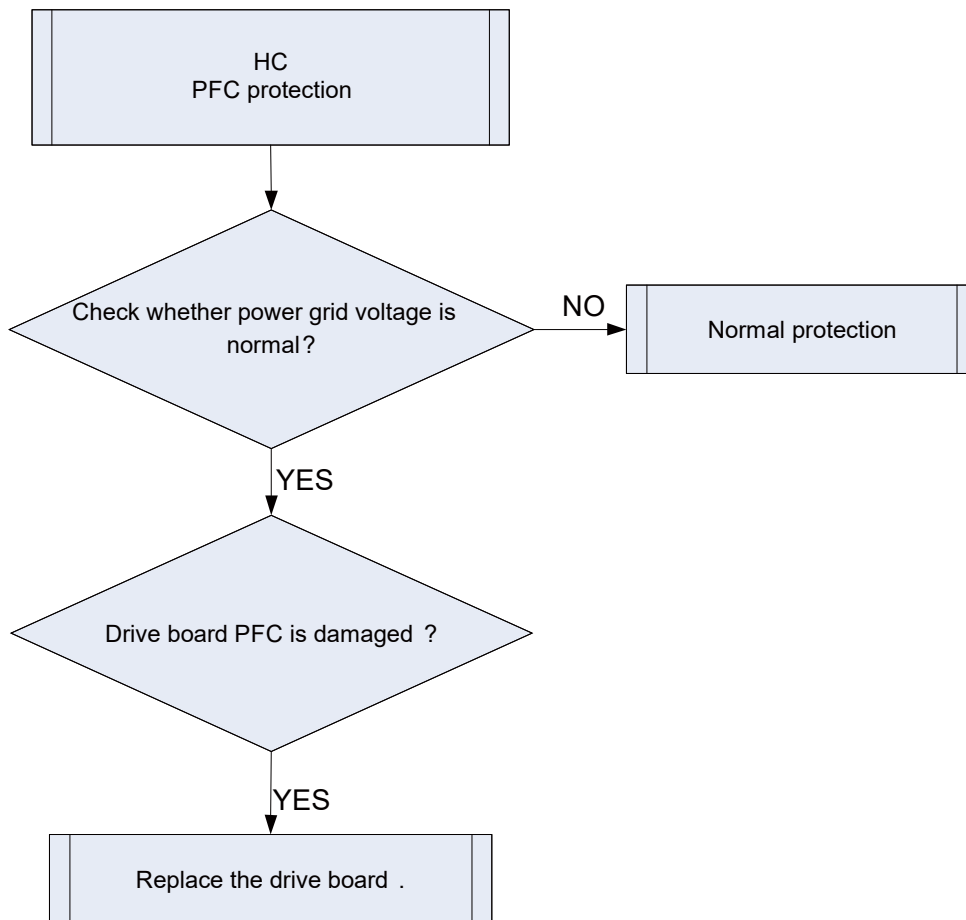 HC
PFC protection
Check whether power grid voltage is
normal?
NO
Normal protection
YES
Drive board PFC is damaged ?
YES
Replace the drive board .